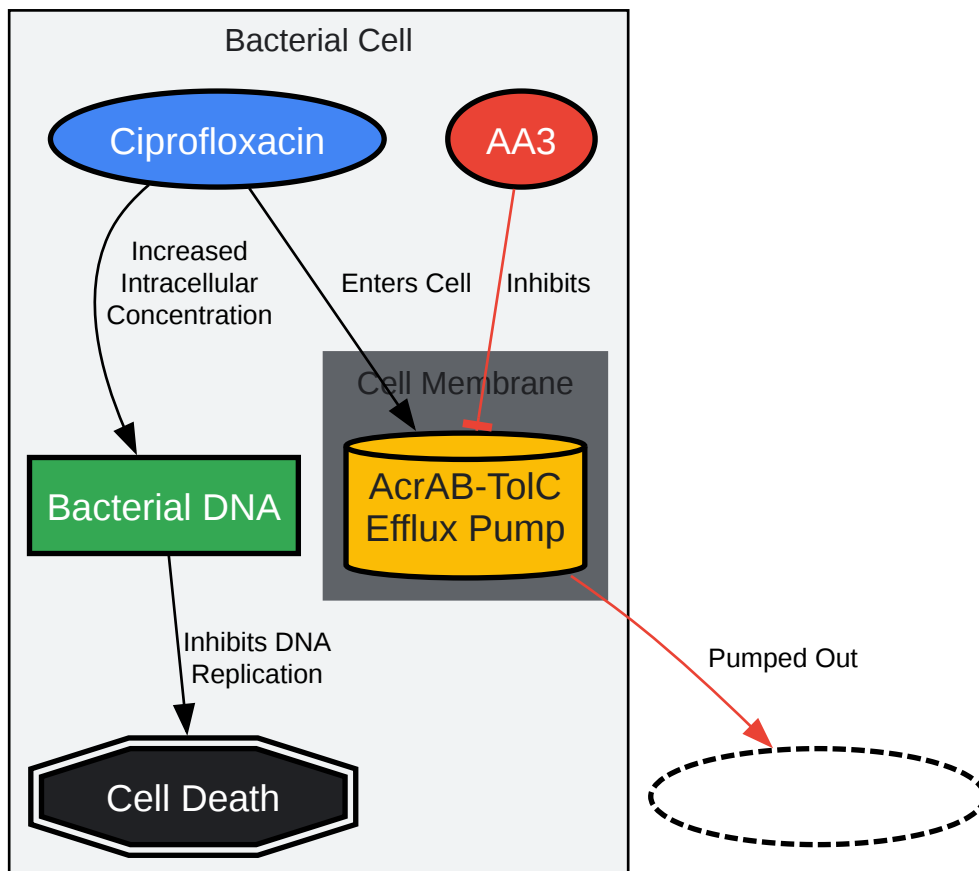 Bacterial Cell
Ciprofloxacin
AA3
Increased
Intracellular
Concentration
Enters Cell
Inhibits
Cell Membrane
AcrAB-TolC
Efflux Pump
Bacterial DNA
Inhibits DNA
Replication
Pumped Out
Cell Death